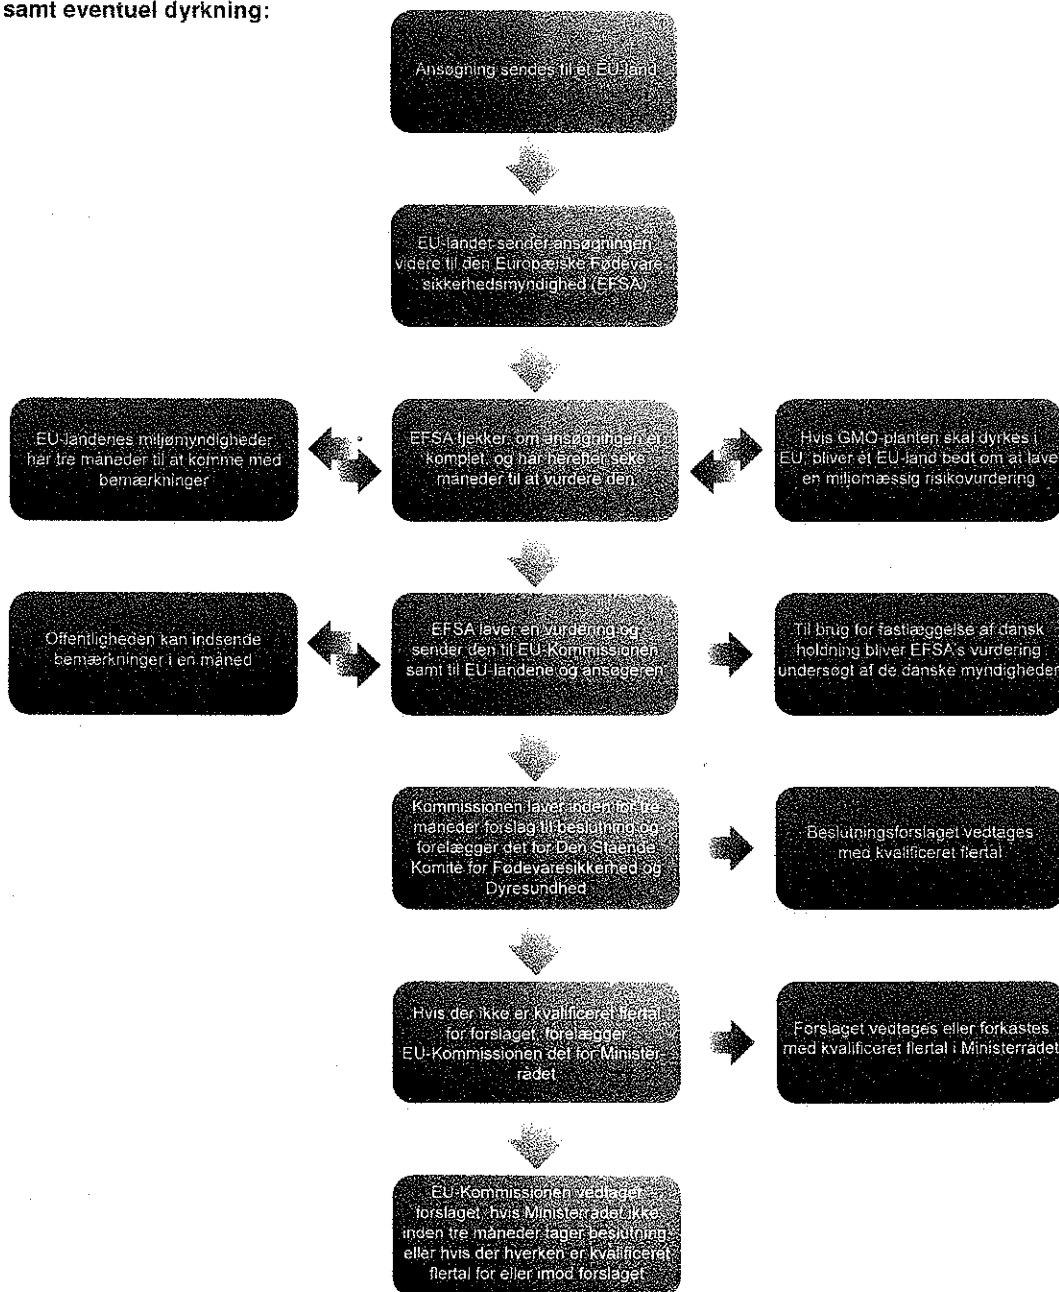 samt eventuel dyrkning:
Ansøgning sendes til et EU-land
EU-landet sender ansøgningen
videre til den Europæiske Fødevare-
sikkerhedsmyndighed (EFSA)
EU-landenes miljømyndigheder
har tre måneder til at komme med
bemærkninger
EFSA tjekker, om ansøgningen er
komplet, og har herefter seks
måneder til at vurdere den
Hvis GMO-planten skal dyrkes i
EU, bliver ét EU-land bedt om at lave
en miljømæssig risikovurdering
Offentligheden kan indsende
bemærkninger i en måned
EFSA laver en vurdering og
sender den til EU-Kommissionen
samt til EU-landene og ansøgeren
Til brug for fastlæggelse af dansk
holdning bliver EFSA's vurdering
undersøgt af de danske myndigheder
Kommissionen laver inden for tre
måneder forslag til beslutning og
forelægger det for Den Stående
Komité for Fødevaresikkerhed og
Dyresundhed
Beslutningsforslaget vedtages
med kvalificeret flertal
Hvis der ikke er kvalificeret flertal
for forslaget, forelægger
EU-Kommissionen det for Minister-
rådet
Forslaget vedtages eller forkastes
med kvalificeret flertal i Ministerrådet
EU-Kommissionen vedtager
forslaget, hvis Ministerrådet ikke
inden tre måneder tager beslutning,
eller hvis der hverken er kvalificeret
flertal for eller imod forslaget